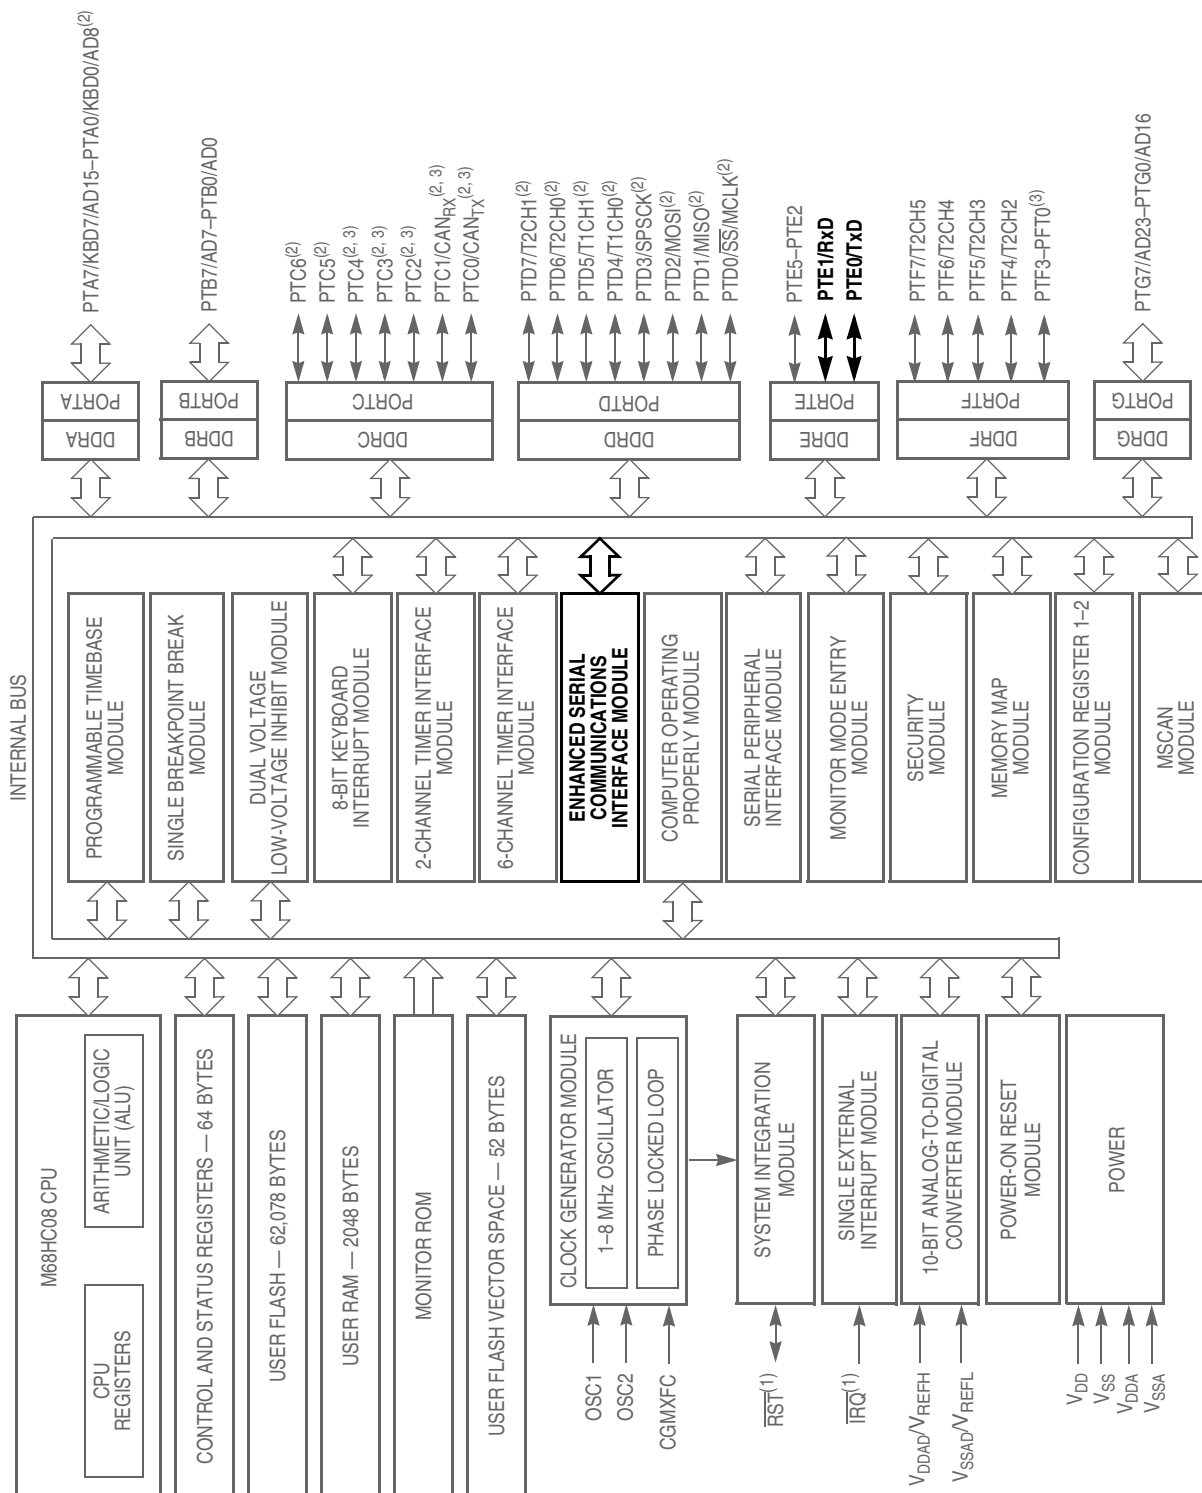 INTERNAL BUS
M68HC08 CPU
CPU
REGISTERS
ARITHMETIC/LOGIC
UNIT (ALU)
CONTROL AND STATUS REGISTERS — 64 BYTES
USER FLASH — 62,078 BYTES
USER RAM — 2048 BYTES
MONITOR ROM
USER FLASH VECTOR SPACE — 52 BYTES
CLOCK GENERATOR MODULE
1–8 MHz OSCILLATOR
PHASE LOCKED LOOP
OSC1
OSC2
CGMXFC
SYSTEM INTEGRATION
MODULE
RST(1)
SINGLE EXTERNAL
INTERRUPT MODULE
IRQ(1)
10-BIT ANALOG-TO-DIGITAL
CONVERTER MODULE
VDDAD/VREFH
VSSAD/VREFL
POWER-ON RESET
MODULE
POWER
VDD
VSS
VDDA
VSSA
PROGRAMMABLE TIMEBASE
MODULE
SINGLE BREAKPOINT BREAK
MODULE
DUAL VOLTAGE
LOW-VOLTAGE INHIBIT MODULE
8-BIT KEYBOARD
INTERRUPT MODULE
2-CHANNEL TIMER INTERFACE
MODULE
6-CHANNEL TIMER INTERFACE
MODULE
ENHANCED SERIAL
COMMUNICATIONS
INTERFACE MODULE
COMPUTER OPERATING
PROPERLY MODULE
SERIAL PERIPHERAL
INTERFACE MODULE
MONITOR MODE ENTRY
MODULE
SECURITY
MODULE
MEMORY MAP
MODULE
CONFIGURATION REGISTER 1–2
MODULE
MSCAN
MODULE
DDRA
PORTA
PTA7/KBD7/AD15–PTA0/KBD0/AD8(2)
DDRB
PORTB
PTB7/AD7–PTB0/AD0
DDRC
PORTC
PTC6(2)
PTC5(2)
PTC4(2, 3)
PTC3(2, 3)
PTC2(2, 3)
PTC1/CANRX(2, 3)
PTC0/CANTX(2, 3)
DDRD
PORTD
PTD7/T2CH1(2)
PTD6/T2CH0(2)
PTD5/T1CH1(2)
PTD4/T1CH0(2)
PTD3/SPSCK(2)
PTD2/MOSI(2)
PTD1/MISO(2)
PTD0/SS/MCLK(2)
DDRE
PORTE
PTE5–PTE2
PTE1/RxD
PTE0/TxD
DDRF
PORTF
PTF7/T2CH5
PTF6/T2CH4
PTF5/T2CH3
PTF4/T2CH2
PTF3–PFT0(3)
DDRG
PORTG
PTG7/AD23–PTG0/AD16